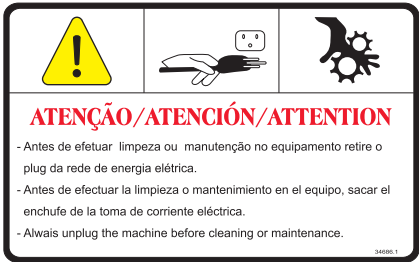 ATENÇÃO/ATENCIÓN/ATTENTION
- Antes de efetuar limpeza ou manutenção no equipamento retire o
plug da rede de energia elétrica.
- Antes de efectuar la limpieza o mantenimiento en el equipo, sacar el
enchufe de la toma de corriente eléctrica.
- Alwais unplug the machine before cleaning or maintenance.
34686.1